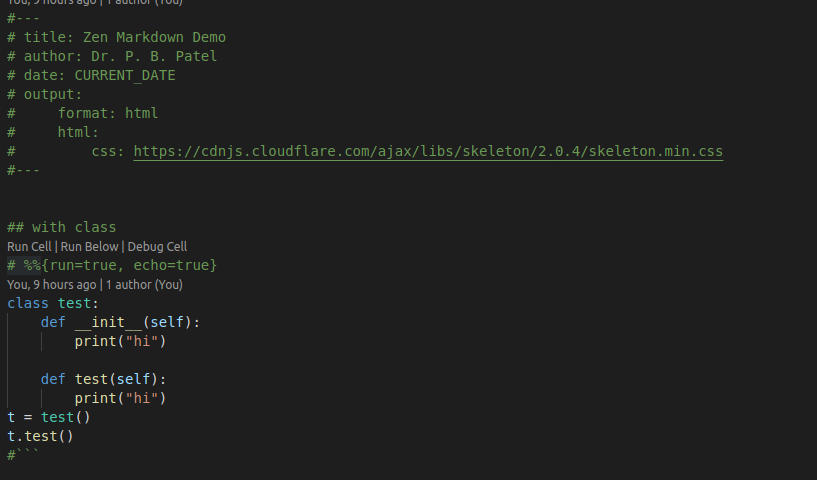 You, 9 hours ago | 1 author (You)
#---
# title: Zen Markdown Demo
# author: Dr. P. B. Patel
# date: CURRENT_DATE
# output:
#     format: html
#     html:
#         css: https://cdnjs.cloudflare.com/ajax/libs/skeleton/2.0.4/skeleton.min.css
#---
## with class
Run Cell | Run Below | Debug Cell
# %%{run=true, echo=true}
You, 9 hours ago | 1 author (You)
class test:
    def __init__(self):
        print("hi")
    def test(self):
        print("hi")
t = test()
t.test()
#```